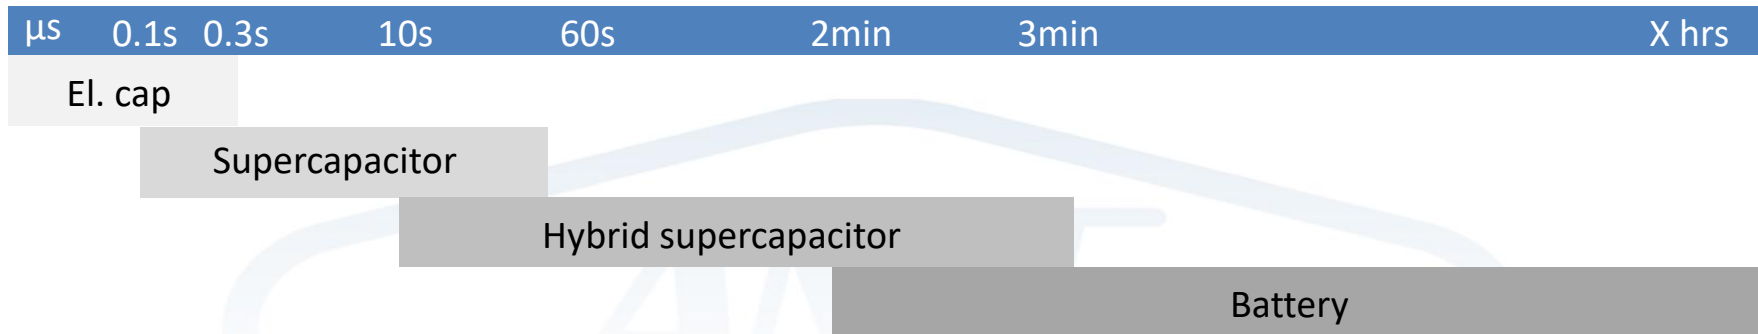 µs 0.1s 0.3s 10s 60s 2min 3min X hrs
El. cap
Supercapacitor
Hybrid supercapacitor
Battery